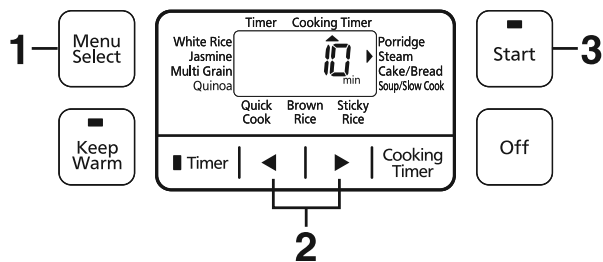 Timer Cooking Timer
1
Menu
Select
White Rice
Jasmine
Multi Grain
Quinoa
10
min
Porridge
Steam
Cake/Bread
Soup/Slow Cook
Start
3
Quick
Cook
Brown
Rice
Sticky
Rice
Keep
Warm
Timer
Cooking
Timer
Off
2